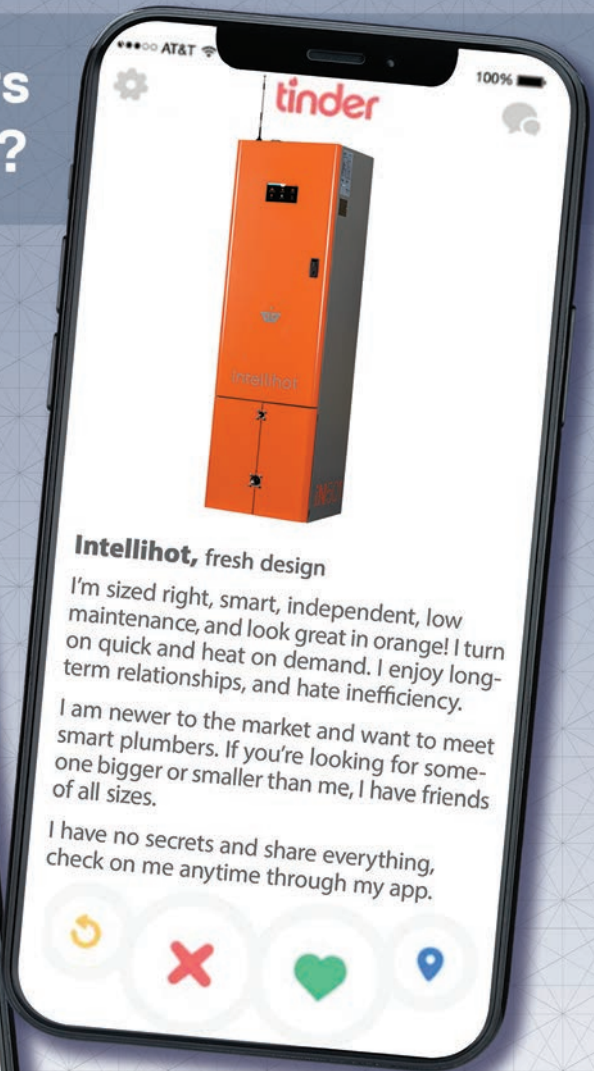 s
?
AT&T
100%
tinder
intellihot
Intellihot, fresh design
I'm sized right, smart, independent, low
maintenance, and look great in orange! I turn
on quick and heat on demand. I enjoy long-
term relationships, and hate inefficiency.
I am newer to the market and want to meet
smart plumbers. If you're looking for some-
one bigger or smaller than me, I have friends
of all sizes.
I have no secrets and share everything,
check on me anytime through my app.